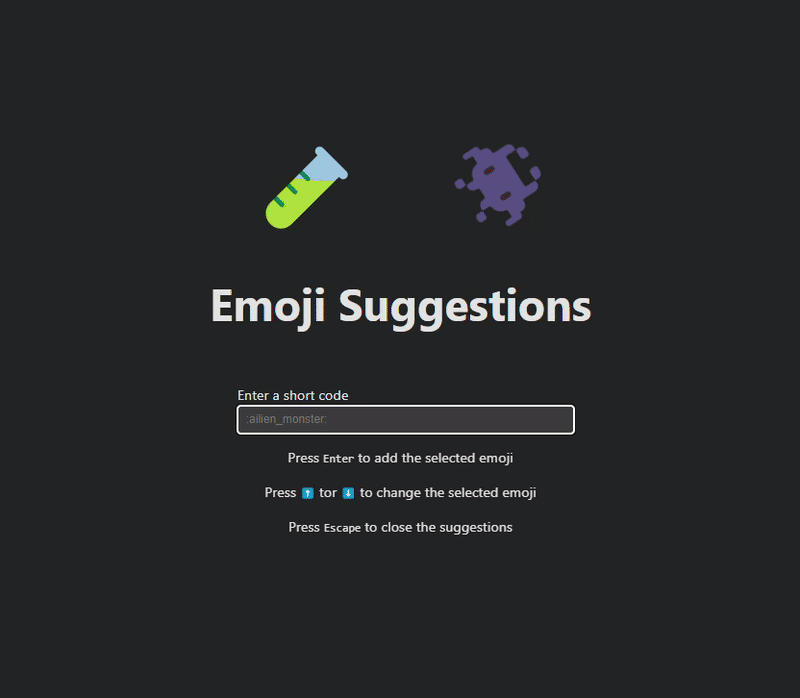 Emoji Suggestions
Enter a short code
:ailien_monster:
Press Enter to add the selected emoji
Press ⬆️ tor ⬇️ to change the selected emoji
Press Escape to close the suggestions